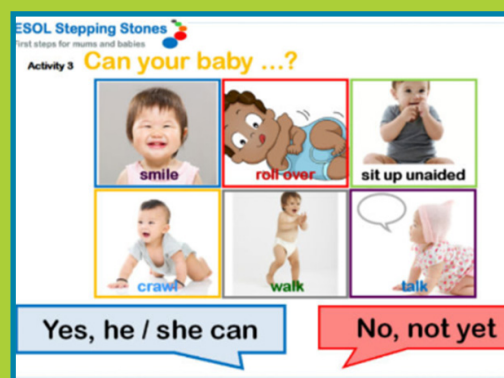 ESOL Stepping Stones
First steps for mums and babies
Activity 3 Can your baby ...?
smile
roll over
sit up unaided
crawl
walk
talk
Yes, he / she can
No, not yet